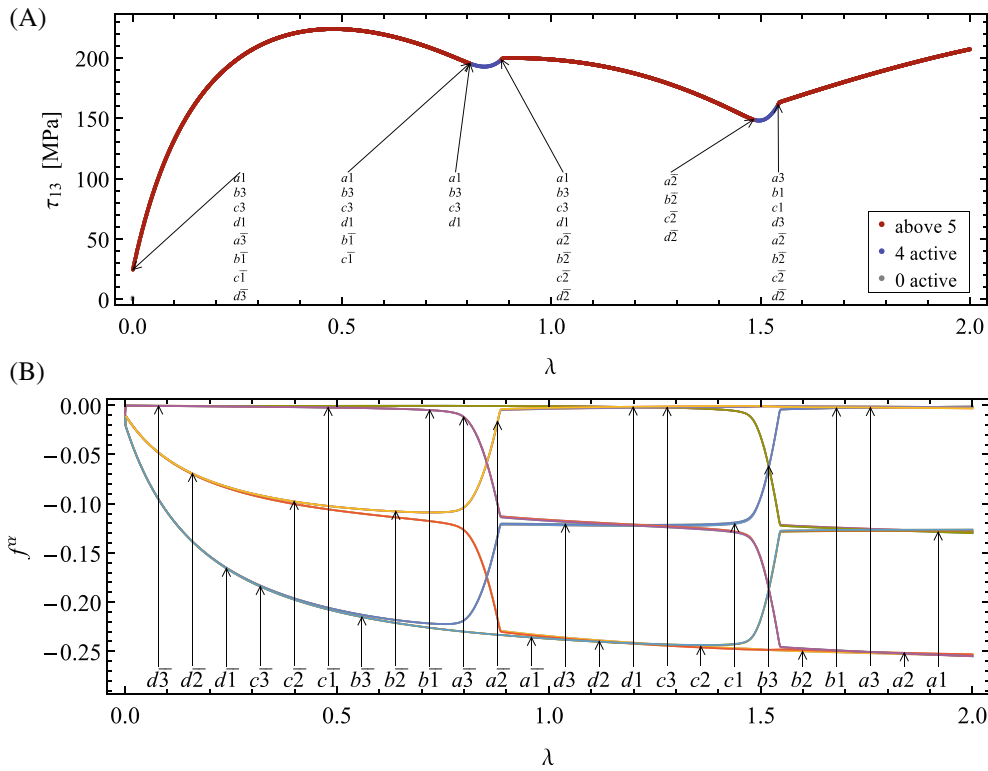 (A)
τ13 [MPa]
200
150
100
50
0
a1
b3
c3
d1
a3̅
b1̅
c1̅
d3̅
a1
b3
c3
d1
b1̅
c1̅
a1
b3
c3
d1
a1
b3
c3
d1
a2̅
b2̅
c2̅
d2̅
a2̅
b2̅
c2̅
d2̅
a3
b1
c1
d3
a2̅
b2̅
c2̅
d2̅
above 5
4 active
0 active
0.0 0.5 1.0 1.5 2.0
λ
(B)
f^α
0.00
−0.05
−0.10
−0.15
−0.20
−0.25
d3̅ d2̅ d1̅ c3̅ c2̅ c1̅ b3̅ b2̅ b1̅ a3̅ a2̅ a1̅ d3 d2 d1 c3 c2 c1 b3 b2 b1 a3 a2 a1
0.0 0.5 1.0 1.5 2.0
λ